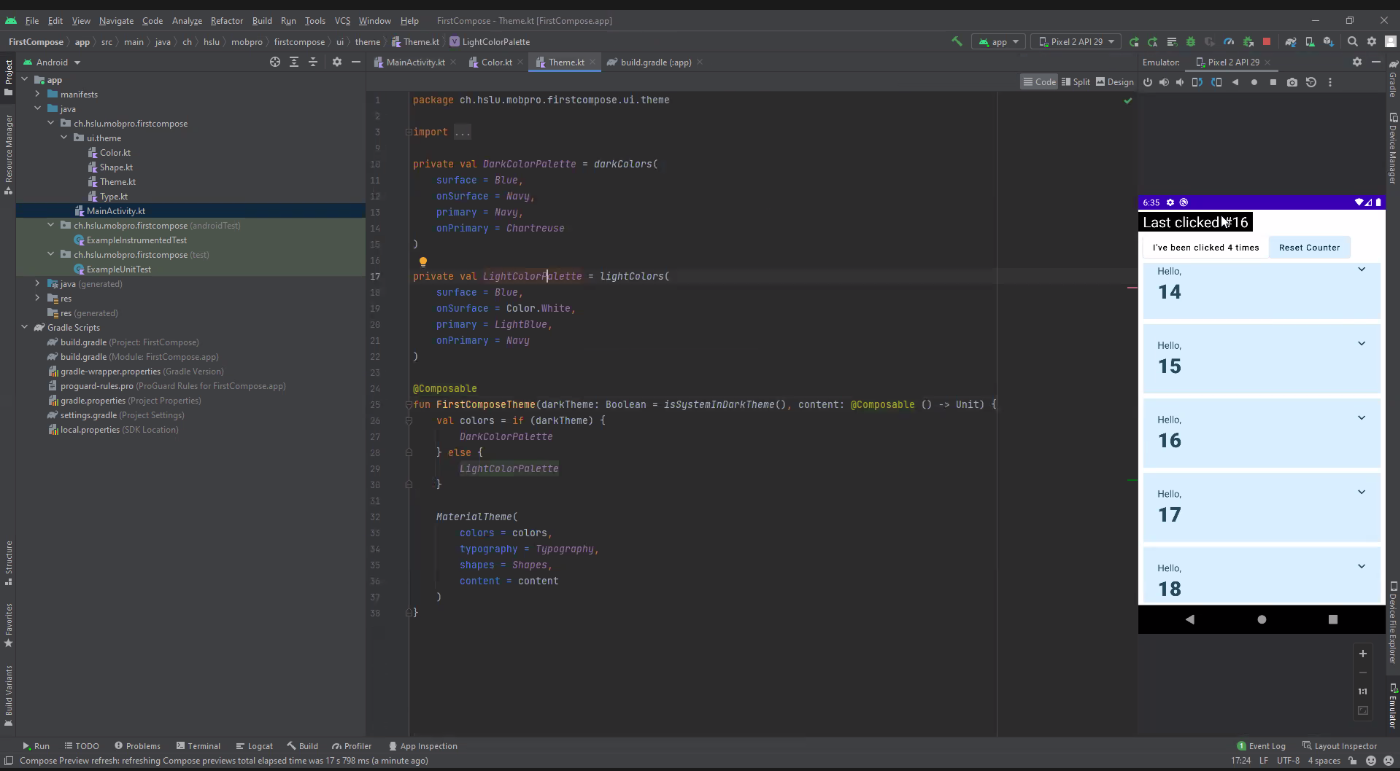 File Edit View Navigate Code Analyze Refactor Build Run Tools VCS Window Help FirstCompose - Theme.kt [FirstCompose.app]
FirstCompose app src main java ch hslu mobpro firstcompose ui theme Theme.kt LightColorPalette app Pixel 2 API 29
Android MainActivity.kt Color.kt Theme.kt build.gradle (app) Emulator: Pixel 2 API 29
Code Split Design
Project
Resource Manager
Structure
Favorites
Build Variants
app
manifests
java
ch.hslu.mobpro.firstcompose
ui.theme
Color.kt
Shape.kt
Theme.kt
Type.kt
MainActivity.kt
ch.hslu.mobpro.firstcompose (androidTest)
ExampleInstrumentedTest
ch.hslu.mobpro.firstcompose (test)
ExampleUnitTest
java (generated)
res
res (generated)
Gradle Scripts
build.gradle (Project: FirstCompose)
build.gradle (Module: FirstCompose.app)
gradle-wrapper.properties (Gradle Version)
proguard-rules.pro (ProGuard Rules for FirstCompose.app)
gradle.properties (Project Properties)
settings.gradle (Project Settings)
local.properties (SDK Location)
1 package ch.hslu.mobpro.firstcompose.ui.theme
2
3 import ...
9
10 private val DarkColorPalette = darkColors(
11 surface = Blue,
12 onSurface = Navy,
13 primary = Navy,
14 onPrimary = Chartreuse
15 )
16
17 private val LightColorPalette = lightColors(
18 surface = Blue,
19 onSurface = Color.White,
20 primary = LightBlue,
21 onPrimary = Navy
22 )
23
24 @Composable
25 fun FirstComposeTheme(darkTheme: Boolean = isSystemInDarkTheme(), content: @Composable () -> Unit) {
26 val colors = if (darkTheme) {
27 DarkColorPalette
28 } else {
29 LightColorPalette
30 }
31
32 MaterialTheme(
33 colors = colors,
34 typography = Typography,
35 shapes = Shapes,
36 content = content
37 )
38 }
6:35
Last clicked #16
I've been clicked 4 times Reset Counter
Hello,
14
Hello,
15
Hello,
16
Hello,
17
Hello,
18
1:1
Gradle
Device Manager
Device File Explorer
Emulator
Run TODO Problems Terminal Logcat Build Profiler App Inspection 1 Event Log Layout Inspector
Compose Preview refresh: refreshing Compose previews total elapsed time was 17 s 798 ms (a minute ago) 17:24 LF UTF-8 4 spaces